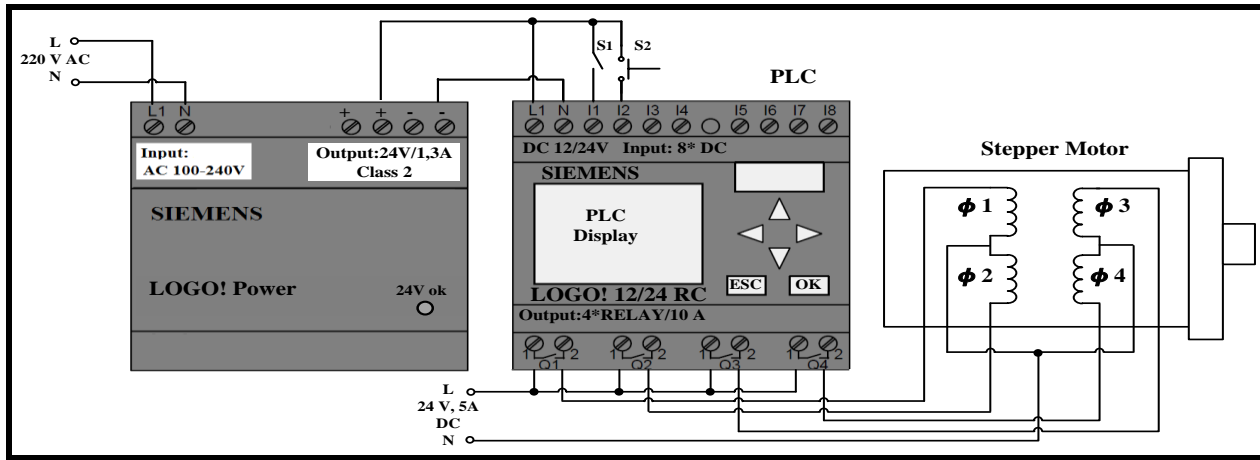 L
220 V AC
N
L1 N
+ + - -
Input:
AC 100-240V
Output:24V/1,3A
Class 2
SIEMENS
LOGO! Power
24V ok
S1 S2
PLC
L1 N I1 I2 I3 I4 I5 I6 I7 I8
DC 12/24V Input: 8* DC
SIEMENS
PLC
Display
ESC OK
LOGO! 12/24 RC
Output:4*RELAY/10 A
1 2 1 2 1 2 1 2
Q1 Q2 Q3 Q4
L
24 V, 5A
DC
N
Stepper Motor
ϕ 1 ϕ 3
ϕ 2 ϕ 4